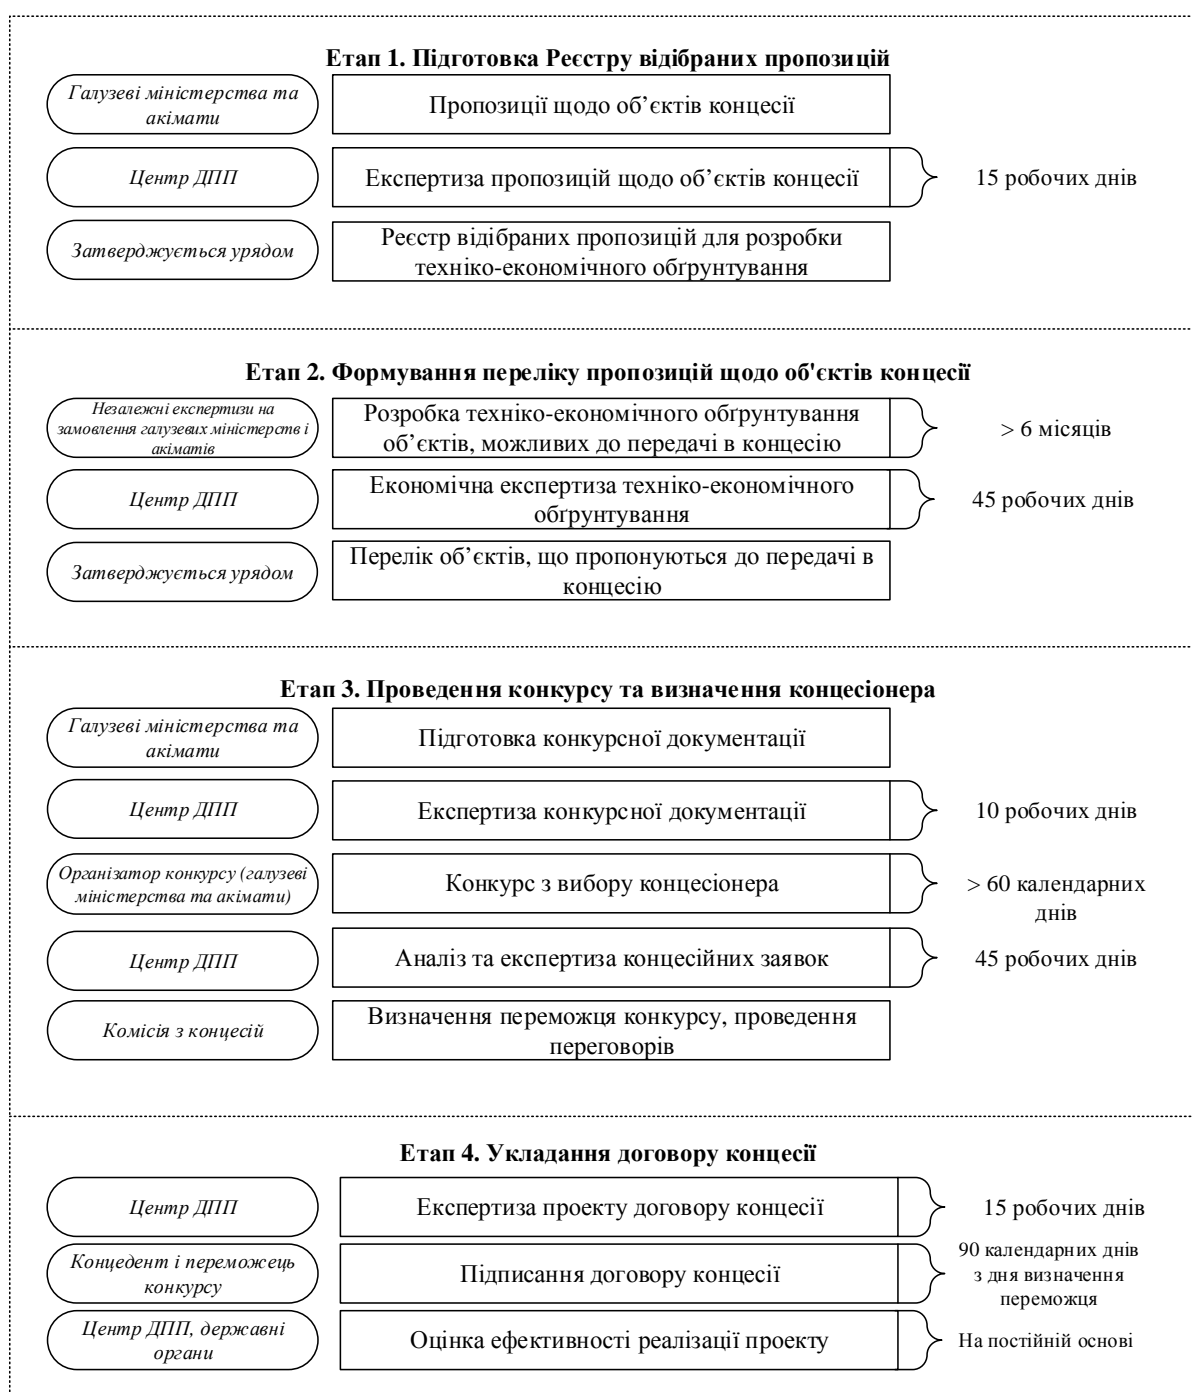 Етап 1. Підготовка Реєстру відібраних пропозицій
Галузеві міністерства та
акімати
Пропозиції щодо об’єктів концесії
Центр ДПП
Експертиза пропозицій щодо об’єктів концесії
15 робочих днів
Затверджується урядом
Реєстр відібраних пропозицій для розробки
техніко-економічного обґрунтування
Етап 2. Формування переліку пропозицій щодо об'єктів концесії
Незалежні експертизи на
замовлення галузевих міністерств і
акіматів
Розробка техніко-економічного обґрунтування
об’єктів, можливих до передачі в концесію
> 6 місяців
Центр ДПП
Економічна експертиза техніко-економічного
обґрунтування
45 робочих днів
Затверджується урядом
Перелік об’єктів, що пропонуються до передачі в
концесію
Етап 3. Проведення конкурсу та визначення концесіонера
Галузеві міністерства та
акімати
Підготовка конкурсної документації
Центр ДПП
Експертиза конкурсної документації
10 робочих днів
Організатор конкурсу (галузеві
міністерства та акімати)
Конкурс з вибору концесіонера
> 60 календарних
днів
Центр ДПП
Аналіз та експертиза концесійних заявок
45 робочих днів
Комісія з концесій
Визначення переможця конкурсу, проведення
переговорів
Етап 4. Укладання договору концесії
Центр ДПП
Експертиза проекту договору концесії
15 робочих днів
Концедент і переможець
конкурсу
Підписання договору концесії
90 календарних днів
з дня визначення
переможця
Центр ДПП, державні
органи
Оцінка ефективності реалізації проекту
На постійній основі